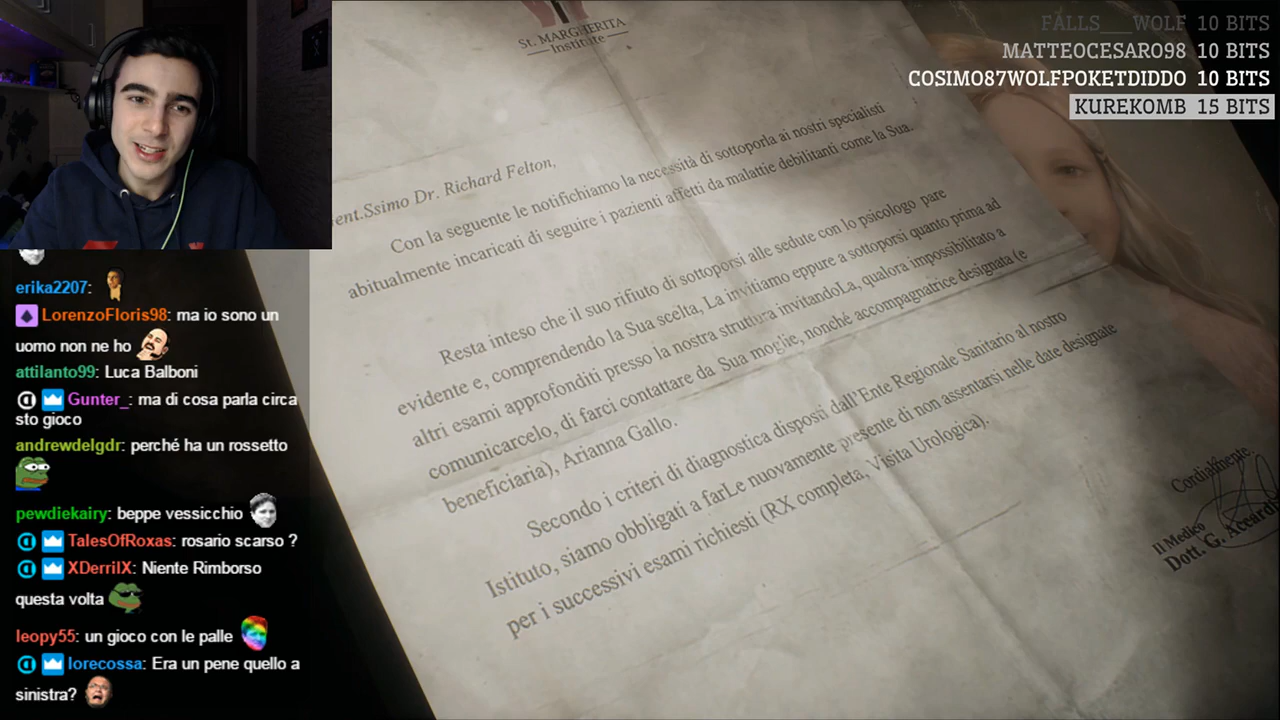 FALLS___WOLF 10 BITS
MATTEOCESARO98 10 BITS
COSIMO87WOLFPOKETDIDDO 10 BITS
KUREKOMB 15 BITS
St. MARGHERITA
Institute
ent.Ssimo Dr. Richard Felton,
Con la seguente le notifichiamo la necessità di sottoporla ai nostri specialisti
abitualmente incaricati di seguire i pazienti affetti da malattie debilitanti come la Sua.
Resta inteso che il suo rifiuto di sottoporsi alle sedute con lo psicologo pare
evidente e, comprendendo la Sua scelta, La invitiamo eppure a sottoporsi quanto prima ad
altri esami approfonditi presso la nostra struttura invitandoLa, qualora impossibilitato a
comunicarcelo, di farci contattare da Sua moglie, nonché accompagnatrice designata (e
beneficiaria), Arianna Gallo.
Secondo i criteri di diagnostica disposti dall'Ente Regionale Sanitario al nostro
Istituto, siamo obbligati a farLe nuovamente presente di non assentarsi nelle date designate
per i successivi esami richiesti (RX completa, Visita Urologica).
Cordialmente,
Il Medico
Dott. G. Accardi
erika2207:
LorenzoFloris98: ma io sono un
uomo non ne ho
attilanto99: Luca Balboni
Gunter_: ma di cosa parla circa
sto gioco
andrewdelgdr: perché ha un rossetto
pewdiekairy: beppe vessicchio
TalesOfRoxas: rosario scarso ?
XDerrilX: Niente Rimborso
questa volta
leopy55: un gioco con le palle
lorecossa: Era un pene quello a
sinistra?